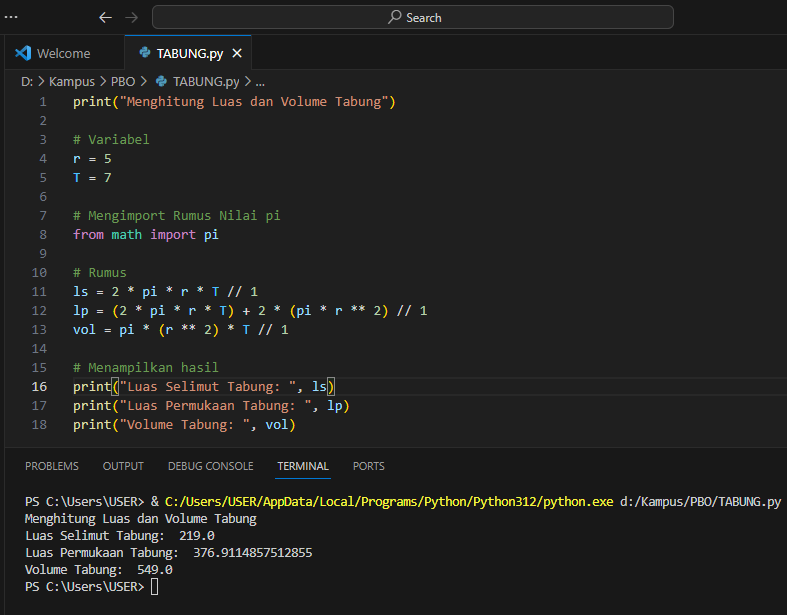 ··· ← → Search
Welcome TABUNG.py ×
D: > Kampus > PBO > TABUNG.py > ...
1 print("Menghitung Luas dan Volume Tabung")
2
3 # Variabel
4 r = 5
5 T = 7
6
7 # Mengimport Rumus Nilai pi
8 from math import pi
9
10 # Rumus
11 ls = 2 * pi * r * T // 1
12 lp = (2 * pi * r * T) + 2 * (pi * r ** 2) // 1
13 vol = pi * (r ** 2) * T // 1
14
15 # Menampilkan hasil
16 print("Luas Selimut Tabung: ", ls)
17 print("Luas Permukaan Tabung: ", lp)
18 print("Volume Tabung: ", vol)
PROBLEMS OUTPUT DEBUG CONSOLE TERMINAL PORTS
PS C:\Users\USER> & C:/Users/USER/AppData/Local/Programs/Python/Python312/python.exe d:/Kampus/PBO/TABUNG.py
Menghitung Luas dan Volume Tabung
Luas Selimut Tabung:  219.0
Luas Permukaan Tabung:  376.9114857512855
Volume Tabung:  549.0
PS C:\Users\USER>